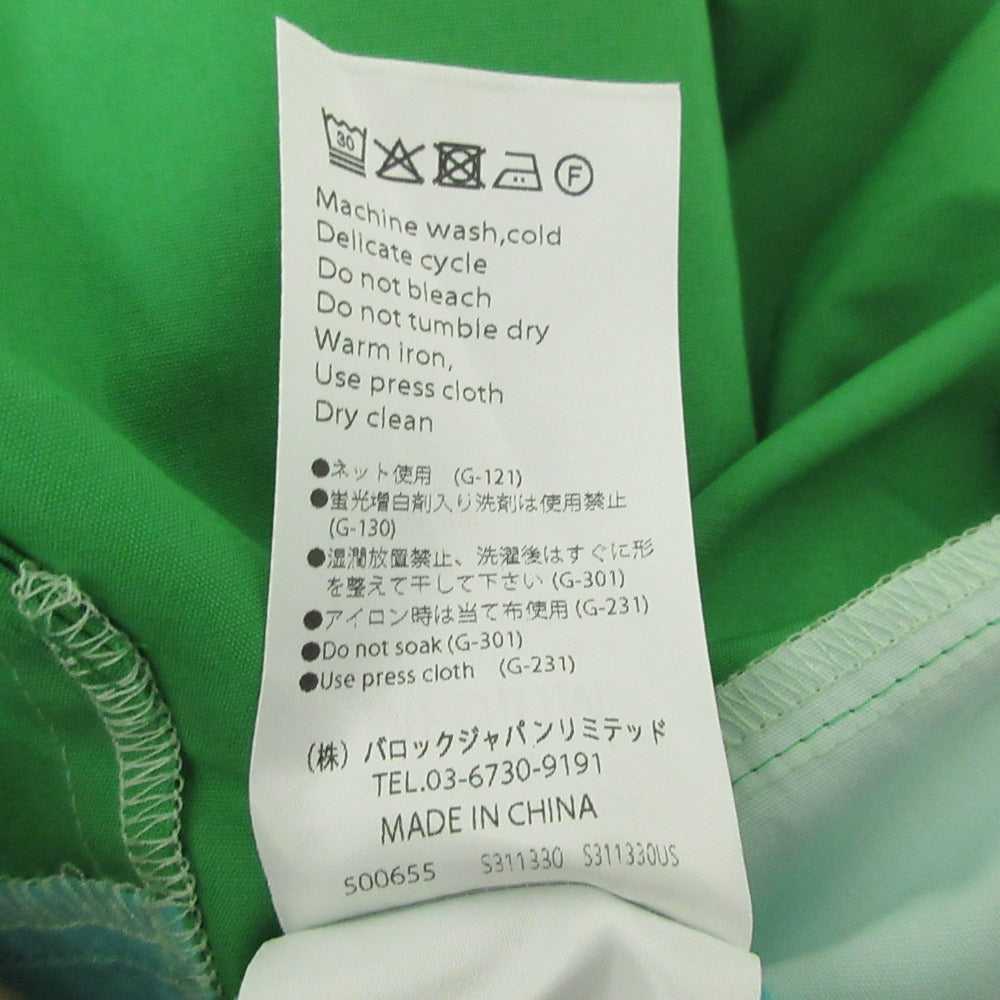 30
F
Machine wash,cold
Delicate cycle
Do not bleach
Do not tumble dry
Warm iron,
Use press cloth
Dry clean
●ネット使用 (G-121)
●蛍光増白剤入り洗剤は使用禁止
(G-130)
●湿潤放置禁止、洗濯後はすぐに形
を整えて干して下さい (G-301)
●アイロン時は当て布使用 (G-231)
●Do not soak (G-301)
●Use press cloth (G-231)
(株) バロックジャパンリミテッド
TEL.03-6730-9191
MADE IN CHINA
500655 S311330 S311330US